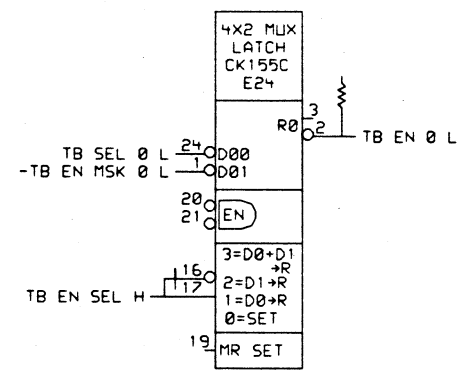 4X2 MUX
LATCH
CK155C
E24
3
R0
2
TB EN 0 L
TB SEL 0 L
24
D00
-TB EN MSK 0 L
1
D01
20
21
EN
16
17
TB EN SEL H
3=D0+D1
→R
2=D1→R
1=D0→R
0=SET
19
MR SET